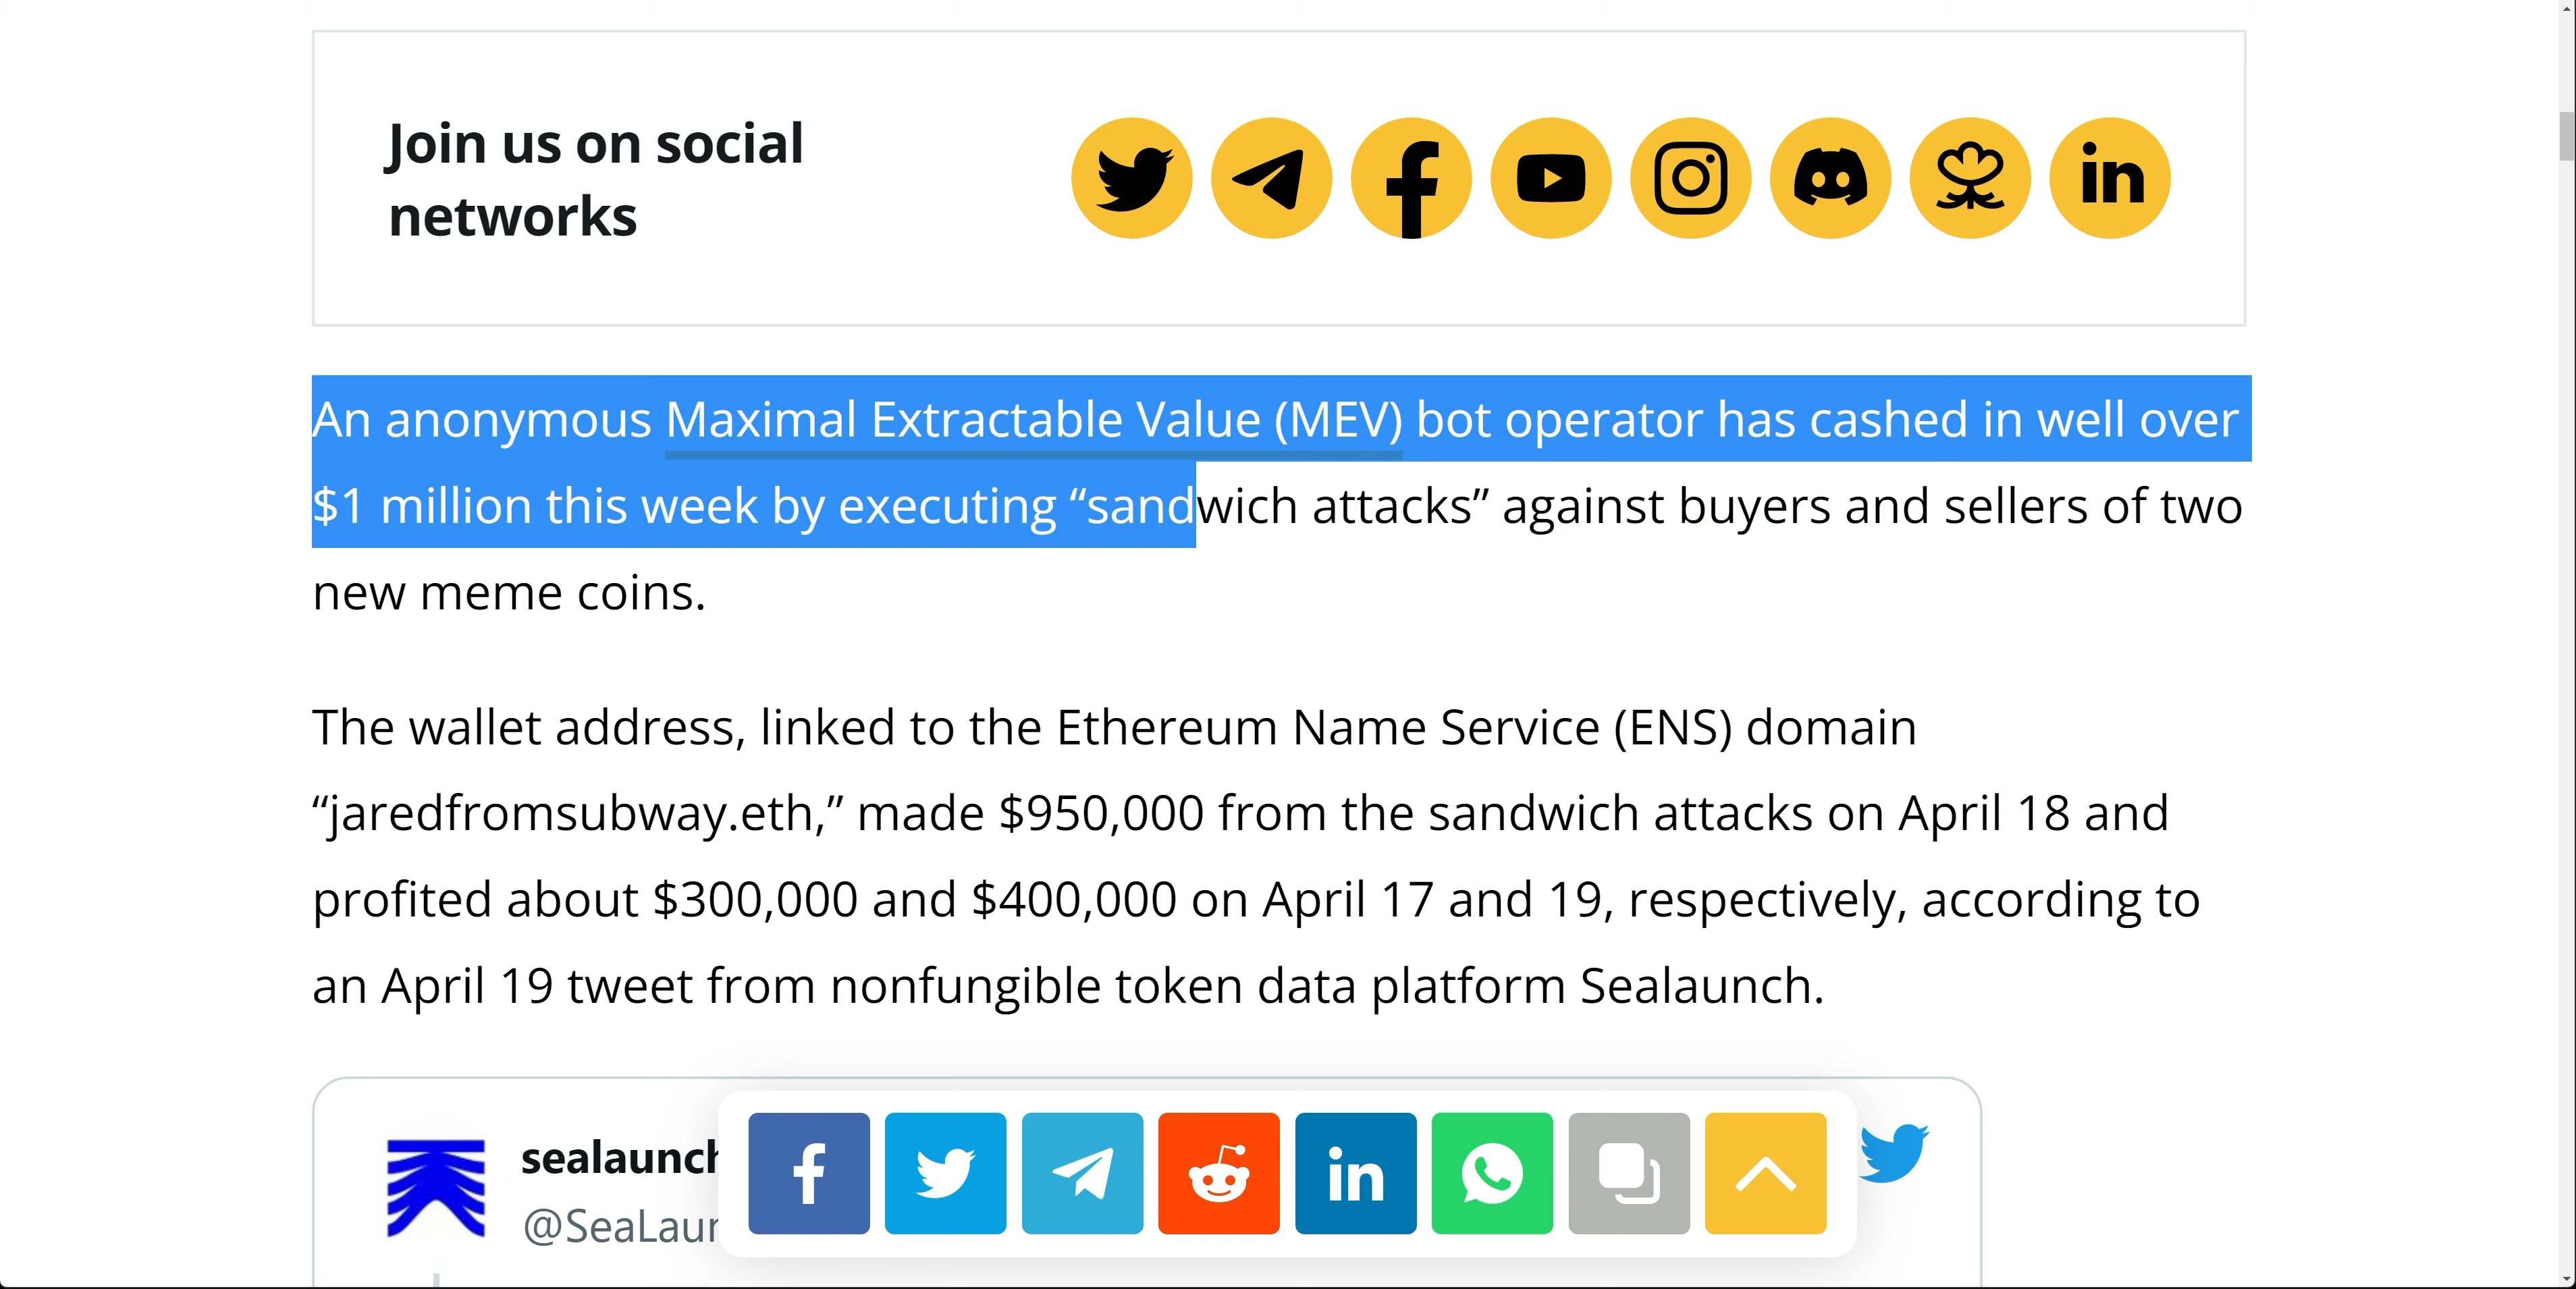 Join us on social
networks
An anonymous Maximal Extractable Value (MEV) bot operator has cashed in well over
$1 million this week by executing “sandwich attacks” against buyers and sellers of two
new meme coins.
The wallet address, linked to the Ethereum Name Service (ENS) domain
“jaredfromsubway.eth,” made $950,000 from the sandwich attacks on April 18 and
profited about $300,000 and $400,000 on April 17 and 19, respectively, according to
an April 19 tweet from nonfungible token data platform Sealaunch.
sealaunch
@SeaLaun